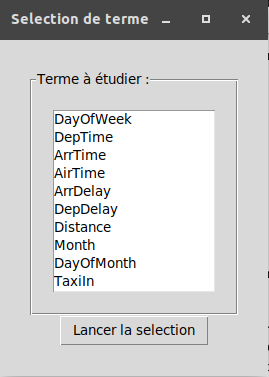 Selection de terme
Terme à étudier :
DayOfWeek
DepTime
ArrTime
AirTime
ArrDelay
DepDelay
Distance
Month
DayOfMonth
TaxiIn
Lancer la selection